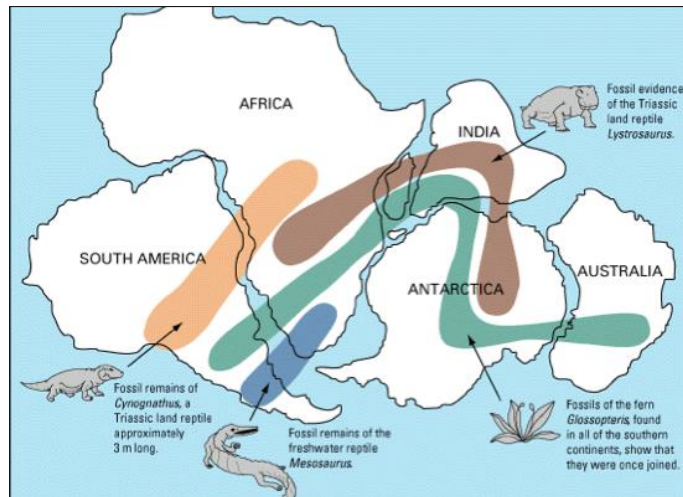 AFRICA
INDIA
Fossil evidence
of the Triassic
land reptile
Lystrosaurus.
SOUTH AMERICA
ANTARCTICA
AUSTRALIA
Fossil remains of
Cynognathus, a
Triassic land reptile
approximately
3 m long.
Fossil remains of the
freshwater reptile
Mesosaurus.
Fossils of the fern
Glossopteris, found
in all of the southern
continents, show that
they were once joined.